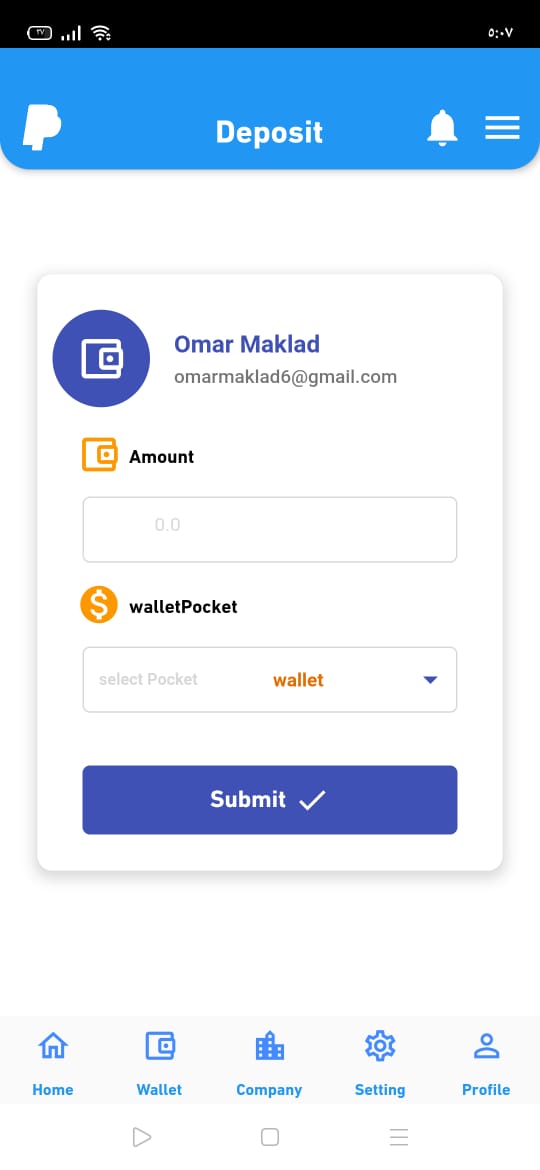 ٢٧
٥:٠٧
Deposit
Omar Maklad
omarmaklad6@gmail.com
Amount
0.0
walletPocket
select Pocket wallet
Submit
Home Wallet Company Setting Profile